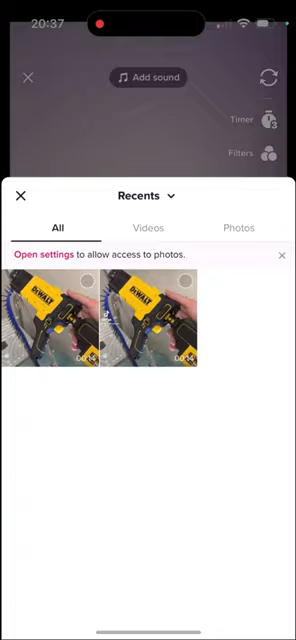 20:37
Add sound
Timer
3
Filters
Recents
All Videos Photos
Open settings to allow access to photos.
DEWALT DEWALT
00:14 00:14